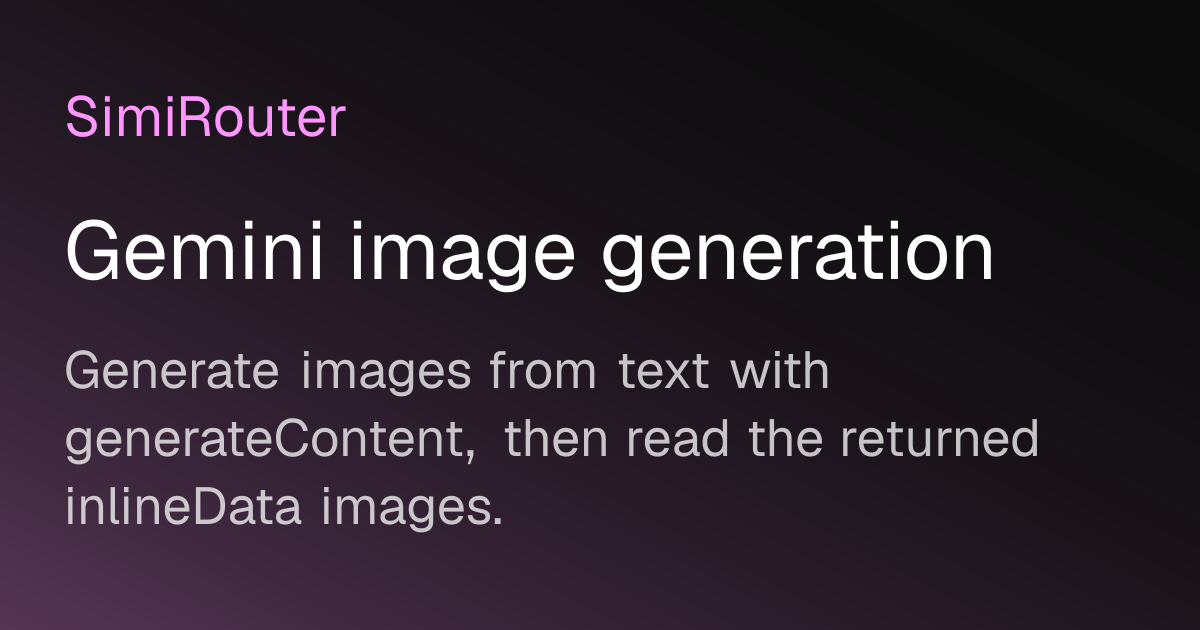 SimiRouter
Gemini image generation
Generate images from text with
generateContent, then read the returned
inlineData images.